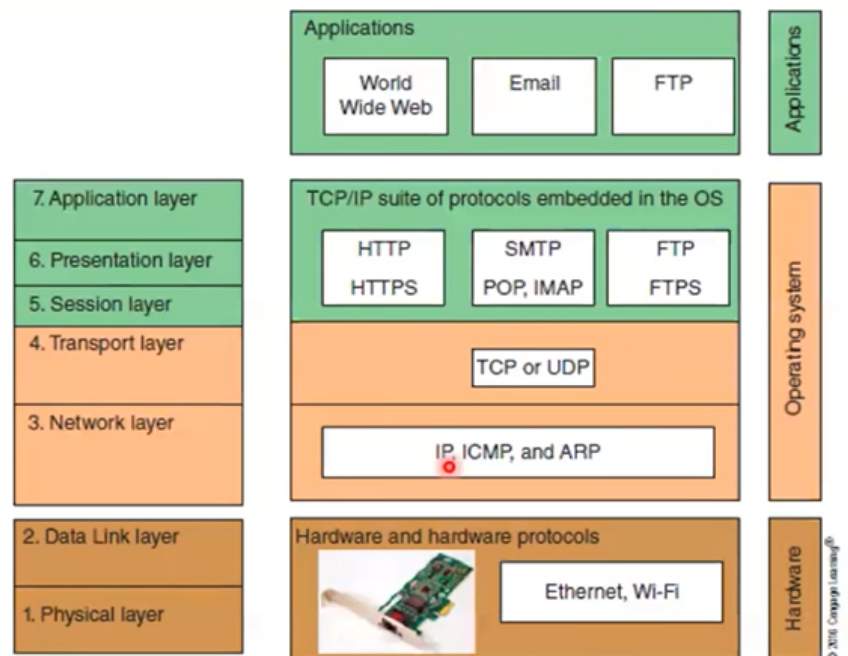 Applications
World
Wide Web
Email
FTP
Applications
7. Application layer
6. Presentation layer
5. Session layer
4. Transport layer
3. Network layer
2. Data Link layer
1. Physical layer
TCP/IP suite of protocols embedded in the OS
HTTP
HTTPS
SMTP
POP, IMAP
FTP
FTPS
TCP or UDP
IP, ICMP, and ARP
Operating system
Hardware and hardware protocols
Ethernet, Wi-Fi
Hardware
© 2016 Cengage Learning®